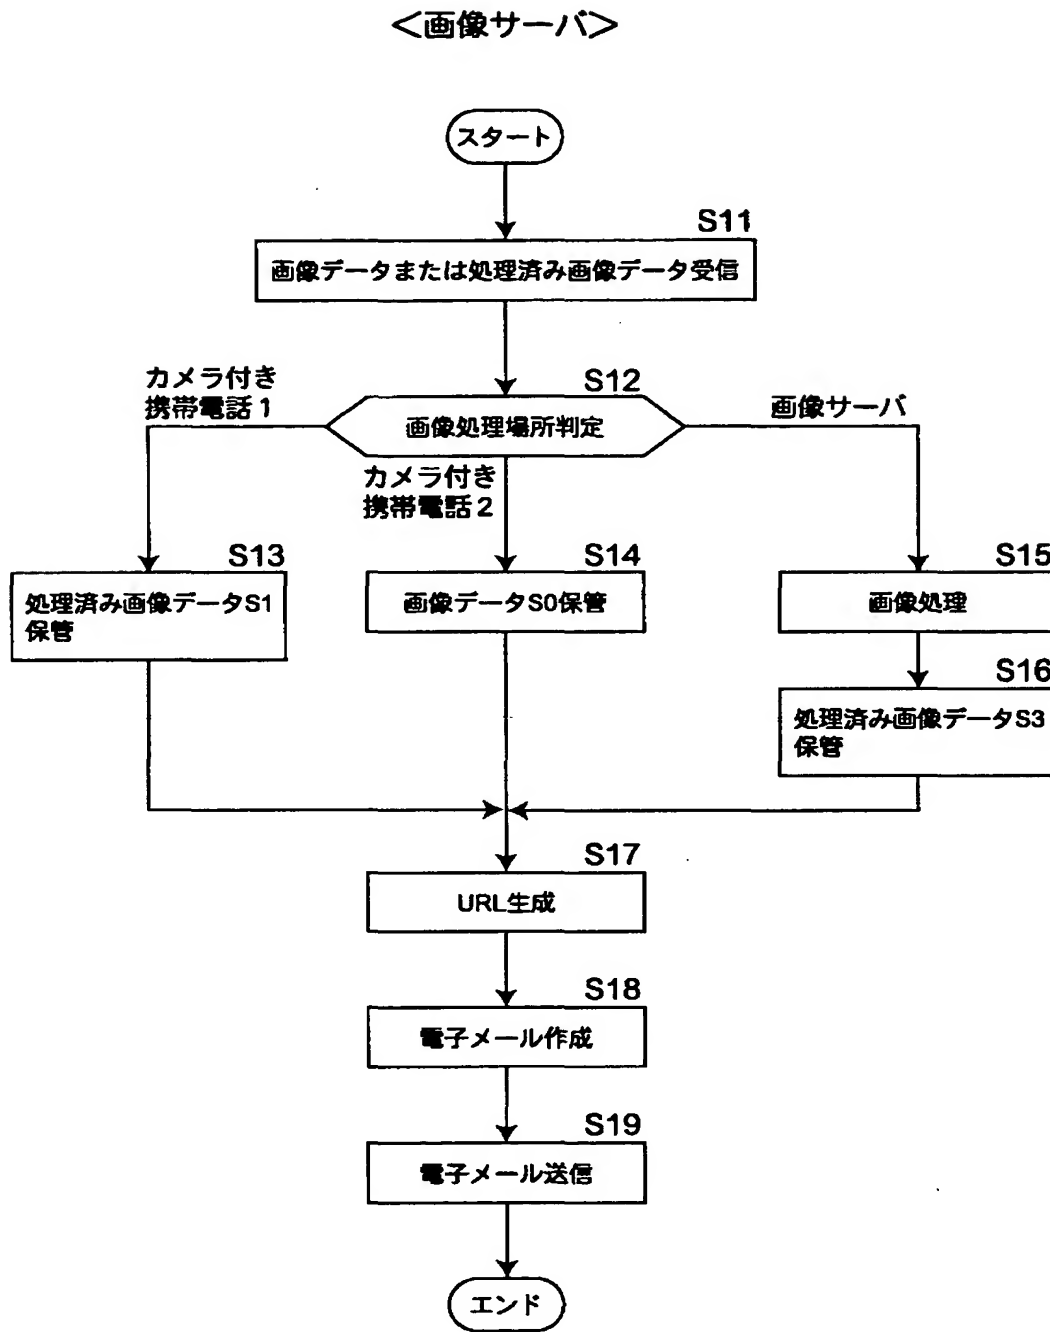 ＜画像サーバ＞
スタート
S11
画像データまたは処理済み画像データ受信
カメラ付き
携帯電話1
S12
画像処理場所判定
画像サーバ
カメラ付き
携帯電話2
S13
処理済み画像データS1
保管
S14
画像データS0保管
S15
画像処理
S16
処理済み画像データS3
保管
S17
URL生成
S18
電子メール作成
S19
電子メール送信
エンド